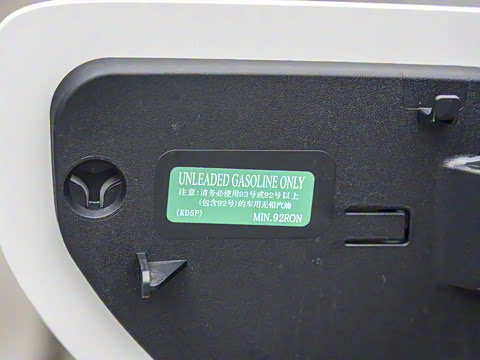 UNLEADED GASOLINE ONLY
注意:请务必使用93号或92号以上
(包含92号)的车用无铅汽油
(KD5P) MIN.92RON